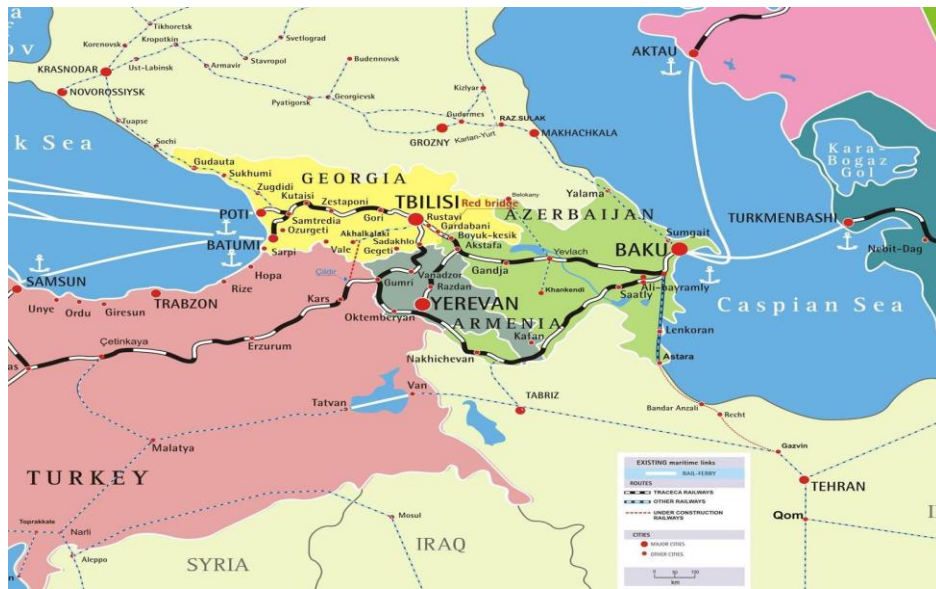 Tikhoretsk
Korenovsk
Kropotkin
Svetlograd
KRASNODAR
Ust-Labinsk
Armavir
Stavropol
Budennovsk
AKTAU
NOVOROSSIYSK
Pyatigorsk
Georgievsk
Kizlyar
Tuapse
Gudermes
RAZ.SULAK
GROZNY
Karlan-Yurt
MAKHACHKALA
Sochi
k Sea
Kara-
Bogaz
Gol
Gudauta
Sukhumi
GEORGIA
Zugdidi
Kutaisi
Zestaponi
TBILISI
Red bridge
Belokany
Yalama
POTI
Samtredia
Gori
Rustavi
AZERBAIJAN
TURKMENBASHI
Ozurgeti
Akhalkalaki
Gardabani
BATUMI
Vale
Sadakhlo
Boyuk-kesik
Sumgait
Sarpi
Gegeti
Akstafa
Yevlach
BAKU
Nebit-Dag
Hopa
Vanadzor
Gandja
SAMSUN
Rize
Gumri
Razdan
Ali-bayramly
Unye
Ordu
Giresun
TRABZON
Kars
YEREVAN
Khankendi
Saatly
Caspian Sea
Oktemberyan
ARMENIA
Çetinkaya
Erzurum
Kafan
Lenkoran
Nakhichevan
Astara
as
Van
Tatvan
TABRIZ
Bandar Anzali
Recht
Malatya
Gazvin
TURKEY
TEHRAN
Qom
Toprakkale
Narli
Mosul
Aleppo
IRAQ
SYRIA
EXISTING maritime links
RAIL-FERRY
ROUTES
TRACECA RAILWAYS
OTHER RAILWAYS
UNDER CONSTRUCTION
RAILWAYS
CITIES
MAJOR CITIES
OTHER CITIES
0 50 100
km